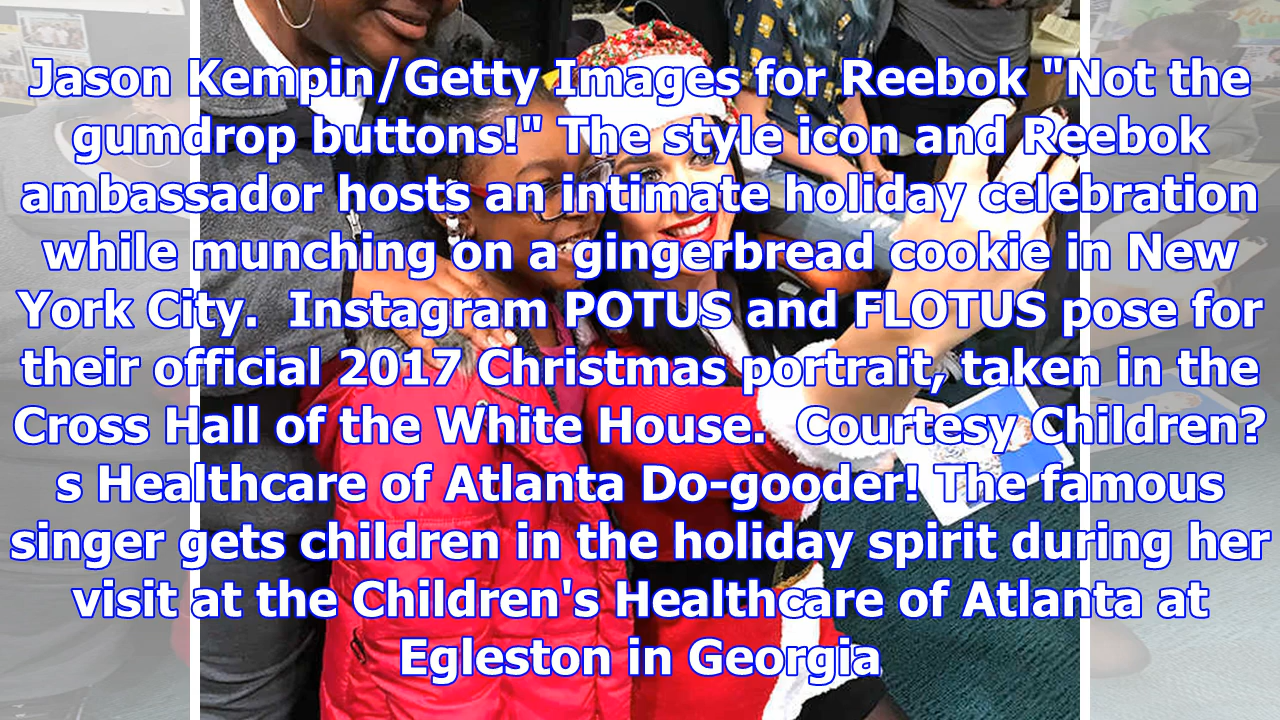 Jason Kempin/Getty Images for Reebok "Not the
gumdrop buttons!" The style icon and Reebok
ambassador hosts an intimate holiday celebration
while munching on a gingerbread cookie in New
York City.  Instagram POTUS and FLOTUS pose for
their official 2017 Christmas portrait, taken in the
Cross Hall of the White House.  Courtesy Children?
s Healthcare of Atlanta Do-gooder! The famous
singer gets children in the holiday spirit during her
visit at the Children's Healthcare of Atlanta at
Egleston in Georgia